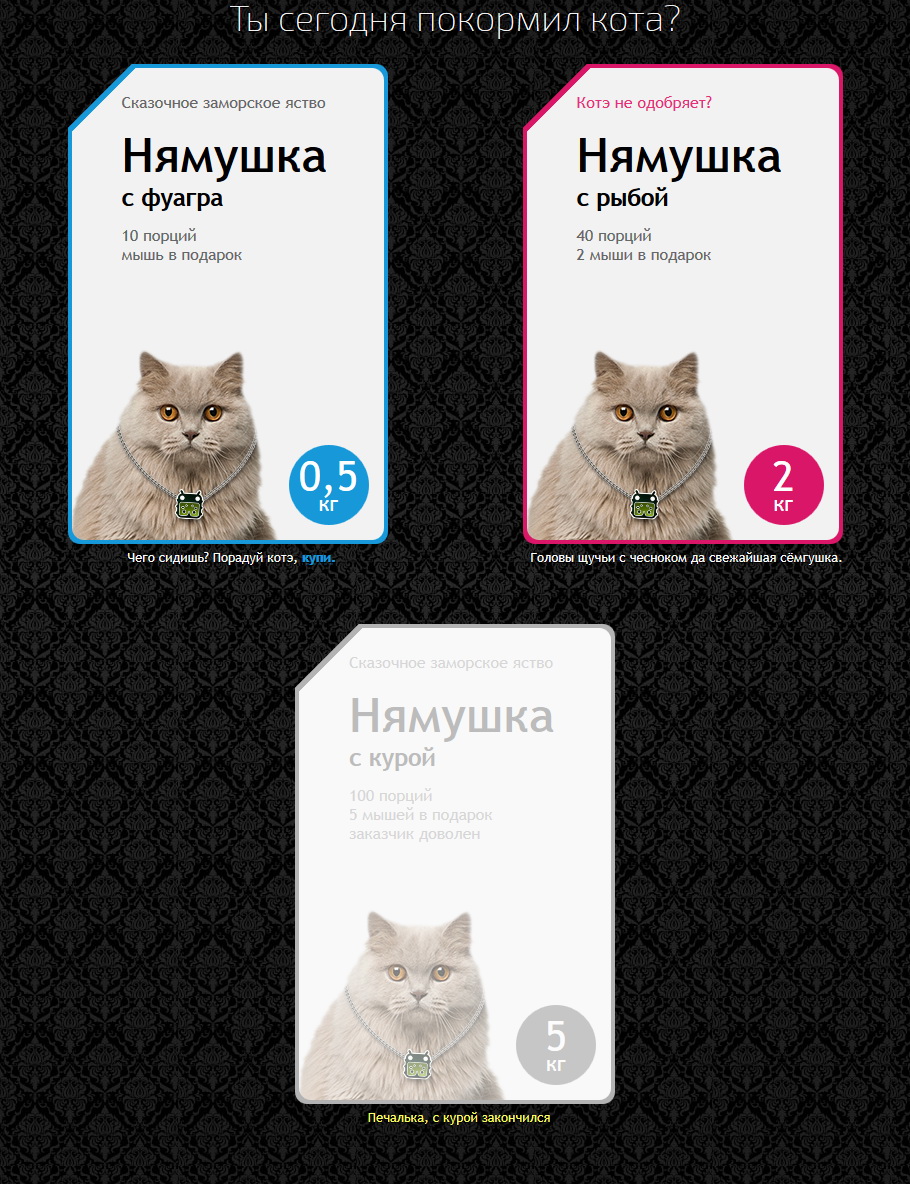 Ты сегодня покормил кота?
Сказочное заморское яство
Нямушка
с фуагра
10 порций
мышь в подарок
0,5
кг
Чего сидишь? Порадуй котэ, купи.
Котэ не одобряет?
Нямушка
с рыбой
40 порций
2 мыши в подарок
2
кг
Головы щучьи с чесноком да свежайшая сёмгушка.
Сказочное заморское яство
Нямушка
с курой
100 порций
5 мышей в подарок
заказчик доволен
5
кг
Печалька, с курой закончился